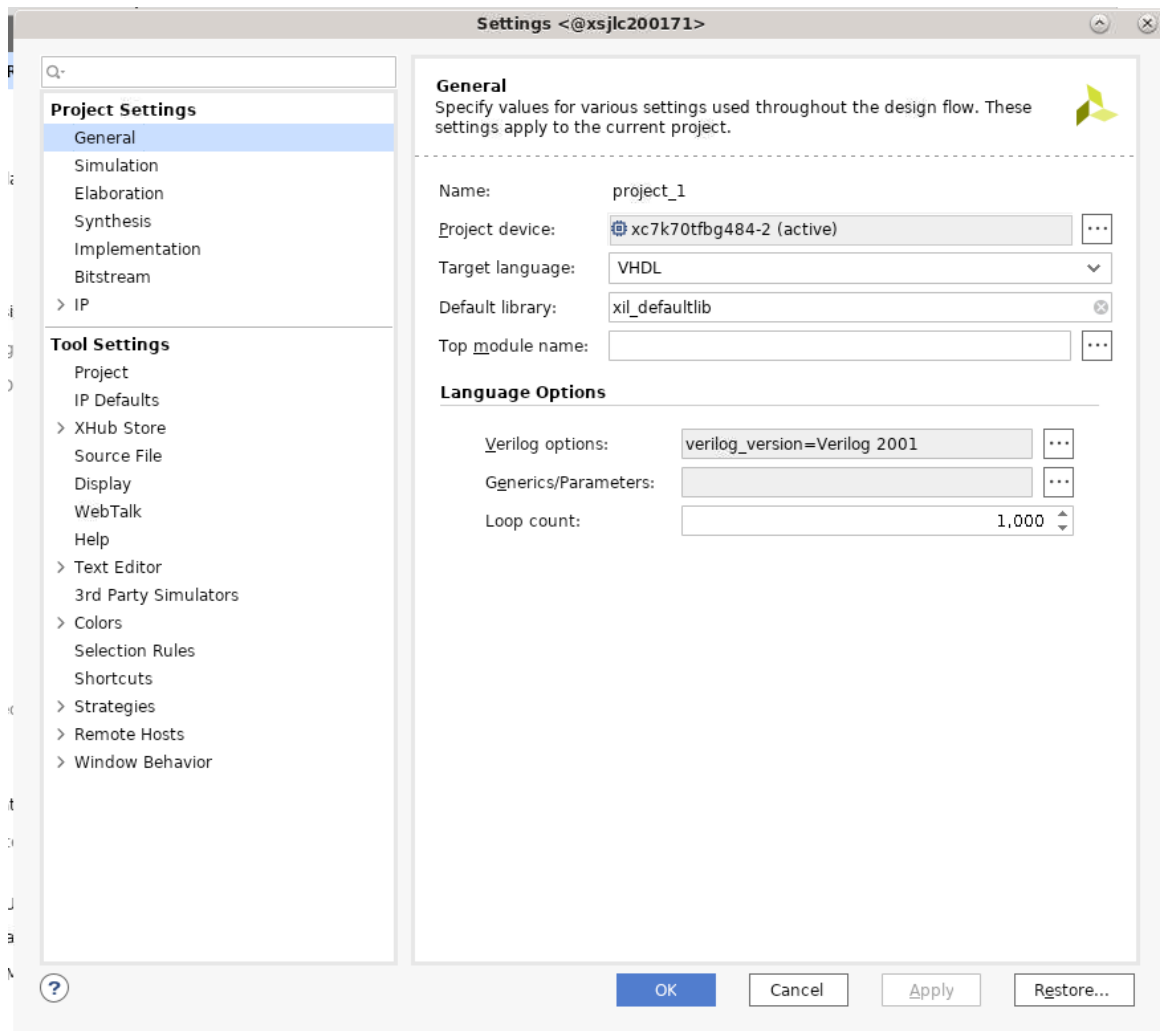 Settings <@xsjlc200171>
Project Settings
General
Simulation
Elaboration
Synthesis
Implementation
Bitstream
IP
Tool Settings
Project
IP Defaults
XHub Store
Source File
Display
WebTalk
Help
Text Editor
3rd Party Simulators
Colors
Selection Rules
Shortcuts
Strategies
Remote Hosts
Window Behavior
General
Specify values for various settings used throughout the design flow. These
settings apply to the current project.
Name: project_1
Project device: xc7k70tfbg484-2 (active) ...
Target language: VHDL
Default library: xil_defaultlib
Top module name: ...
Language Options
Verilog options: verilog_version=Verilog 2001 ...
Generics/Parameters: ...
Loop count: 1,000
? OK Cancel Apply Restore...